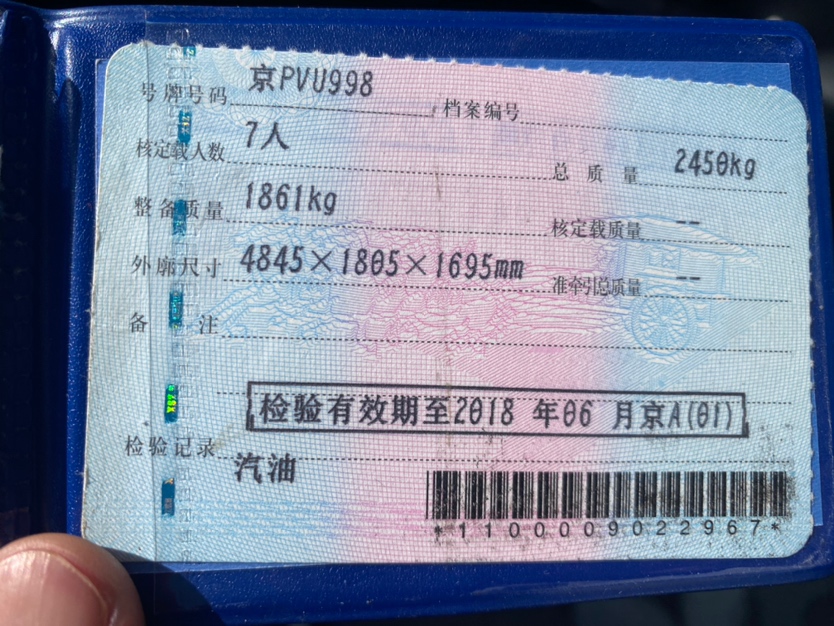 号牌号码 京PVU998 档案编号
核定载人数 7人 总质量 2450kg
整备质量 1861kg 核定载质量 --
外廓尺寸 4845×1805×1695mm 准牵引总质量 --
备注
检验有效期至2018 年06 月京A(01)
检验记录
汽油
*1100009022967*